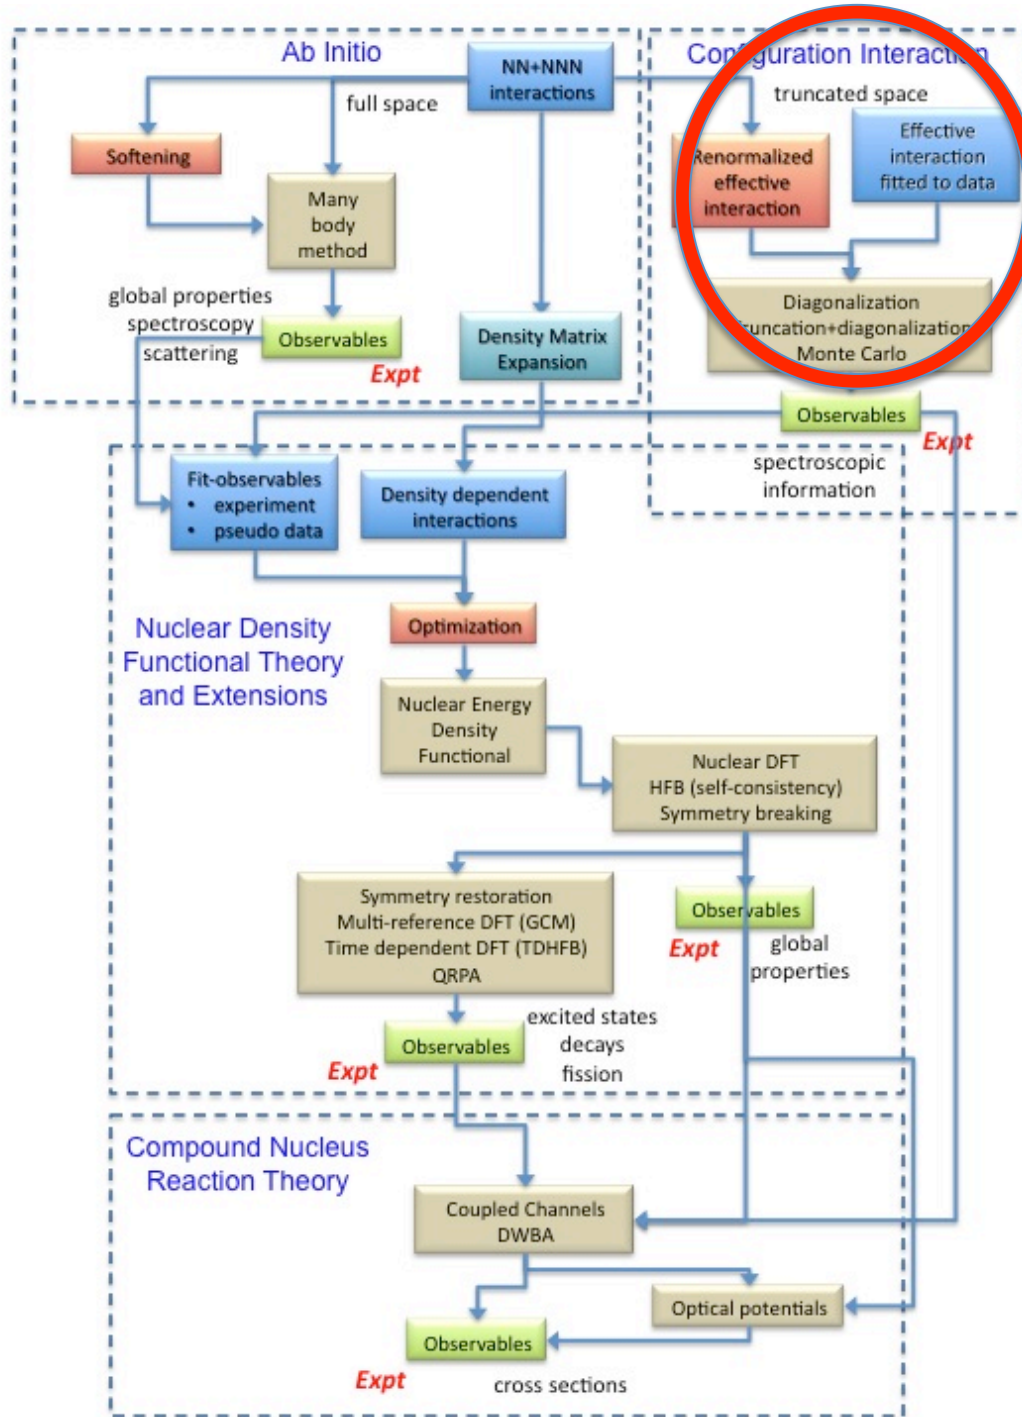 Ab Initio
NN+NNN
interactions
full space
Softening
Many
body
method
global properties
spectroscopy
scattering
Observables
Expt
Density Matrix
Expansion
Configuration Interaction
truncated space
Renormalized
effective
interaction
Effective
interaction
fitted to data
Diagonalization
Truncation+diagonalization
Monte Carlo
Observables
Expt
spectroscopic
information
Fit-observables
• experiment
• pseudo data
Density dependent
interactions
Optimization
Nuclear Density
Functional Theory
and Extensions
Nuclear Energy
Density
Functional
Nuclear DFT
HFB (self-consistency)
Symmetry breaking
Symmetry restoration
Multi-reference DFT (GCM)
Time dependent DFT (TDHFB)
QRPA
Observables
Expt
global
properties
Observables
Expt
excited states
decays
fission
Compound Nucleus
Reaction Theory
Coupled Channels
DWBA
Optical potentials
Observables
Expt
cross sections